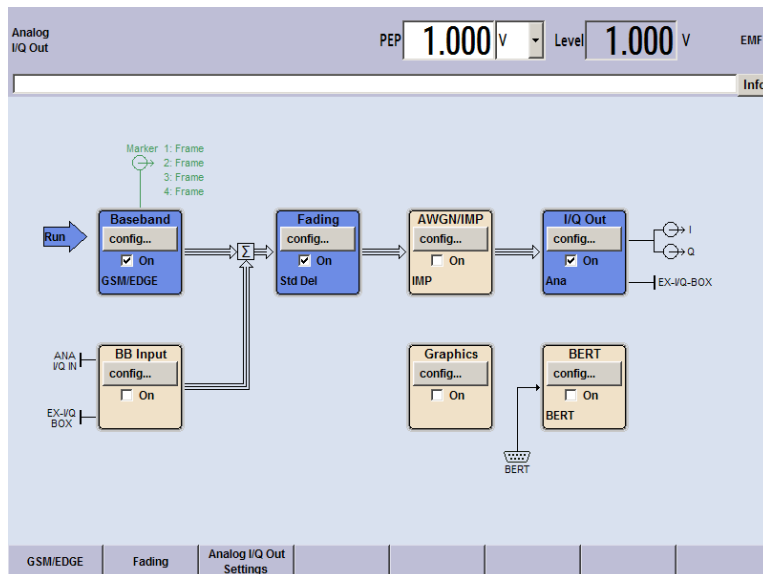 Analog
I/Q Out
PEP 1.000 V Level 1.000 V EMF
Info
Marker 1: Frame
2: Frame
3: Frame
4: Frame
Run
Baseband
config...
On
GSM/EDGE
Σ
Fading
config...
On
Std Del
AWGN/IMP
config...
On
IMP
I/Q Out
config...
On
Ana
I
Q
EX-I/Q-BOX
ANA
I/Q IN
EX-I/Q
BOX
BB Input
config...
On
Graphics
config...
On
BERT
config...
On
BERT
BERT
GSM/EDGE
Fading
Analog I/Q Out
Settings